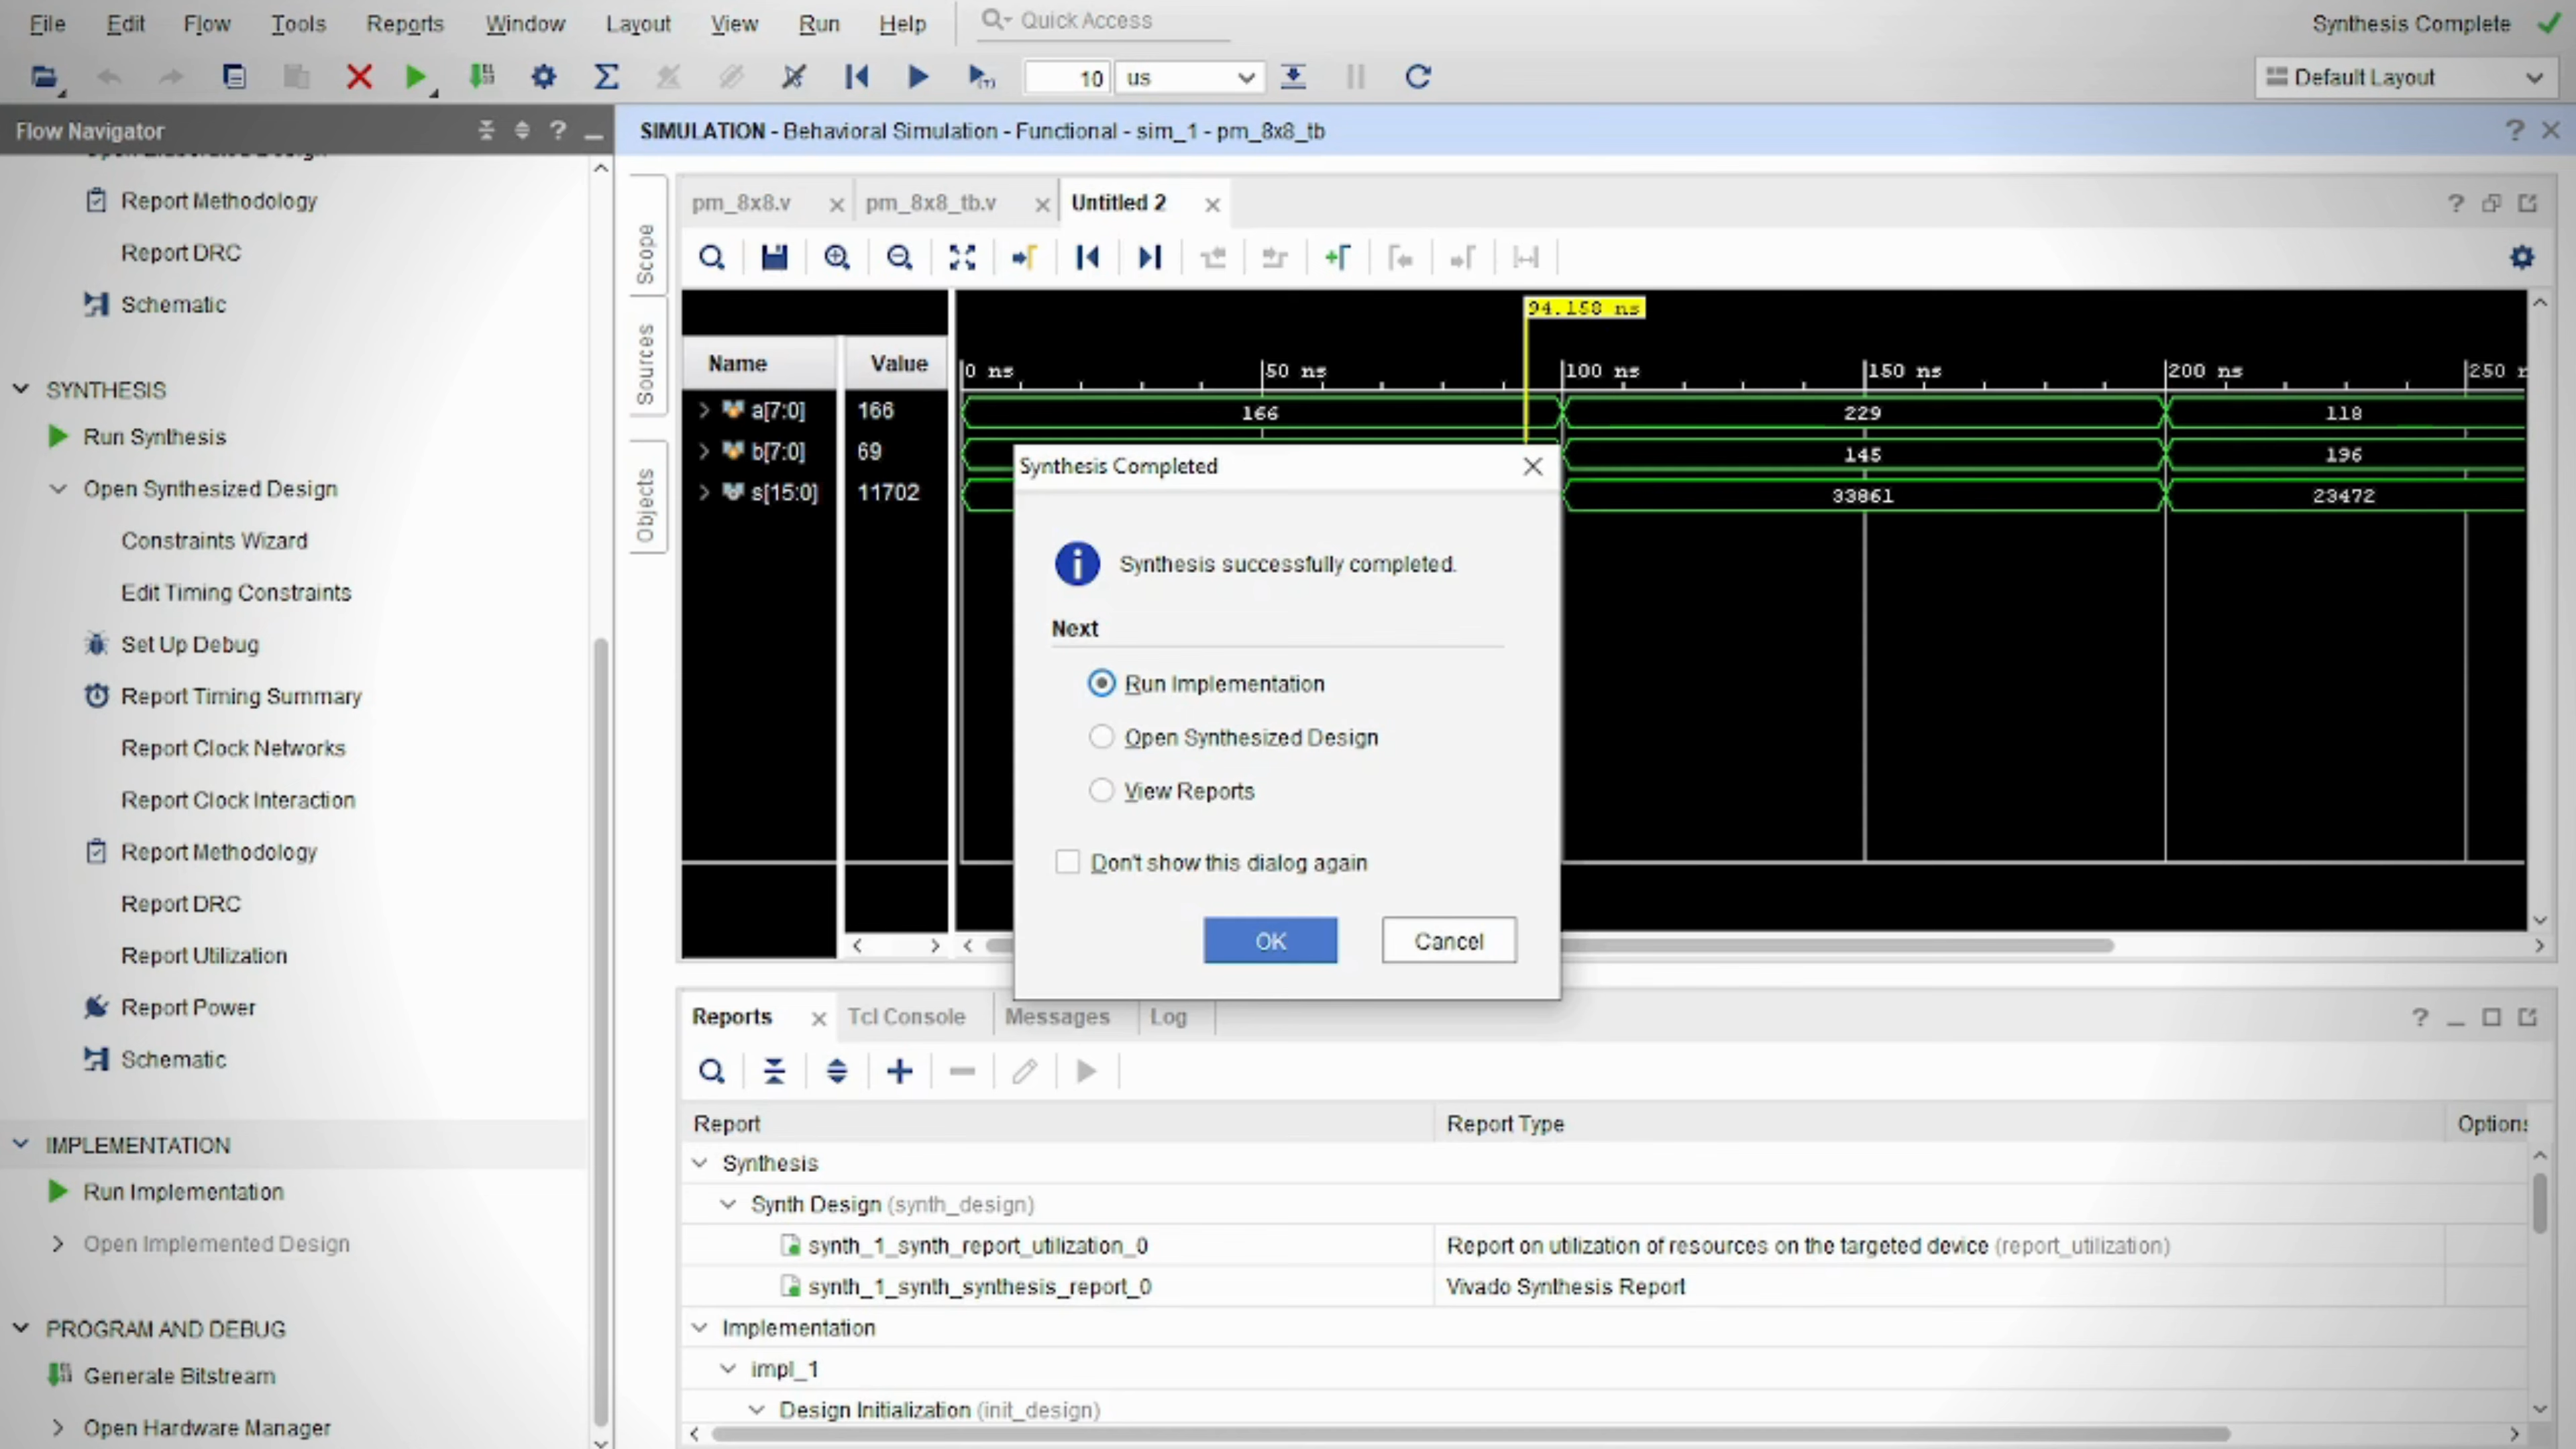 File Edit Flow Tools Reports Window Layout View Run Help Quick Access Synthesis Complete
10 us Default Layout
Flow Navigator
SIMULATION - Behavioral Simulation - Functional - sim_1 - pm_8x8_tb
Report Methodology
Report DRC
Schematic
SYNTHESIS
Run Synthesis
Open Synthesized Design
Constraints Wizard
Edit Timing Constraints
Set Up Debug
Report Timing Summary
Report Clock Networks
Report Clock Interaction
Report Methodology
Report DRC
Report Utilization
Report Power
Schematic
IMPLEMENTATION
Run Implementation
Open Implemented Design
PROGRAM AND DEBUG
Generate Bitstream
Open Hardware Manager
Scope
Sources
Objects
pm_8x8.v pm_8x8_tb.v Untitled 2
94.158 ns
Name Value 0 ns 50 ns 100 ns 150 ns 200 ns 250
a[7:0] 166 166 229 118
b[7:0] 69 145 196
s[15:0] 11702 33861 23472
Synthesis Completed
Synthesis successfully completed.
Next
Run Implementation
Open Synthesized Design
View Reports
Don't show this dialog again
OK Cancel
Reports Tcl Console Messages Log
Report Report Type Options
Synthesis
Synth Design (synth_design)
synth_1_synth_report_utilization_0 Report on utilization of resources on the targeted device (report_utilization)
synth_1_synth_synthesis_report_0 Vivado Synthesis Report
Implementation
impl_1
Design Initialization (init_design)